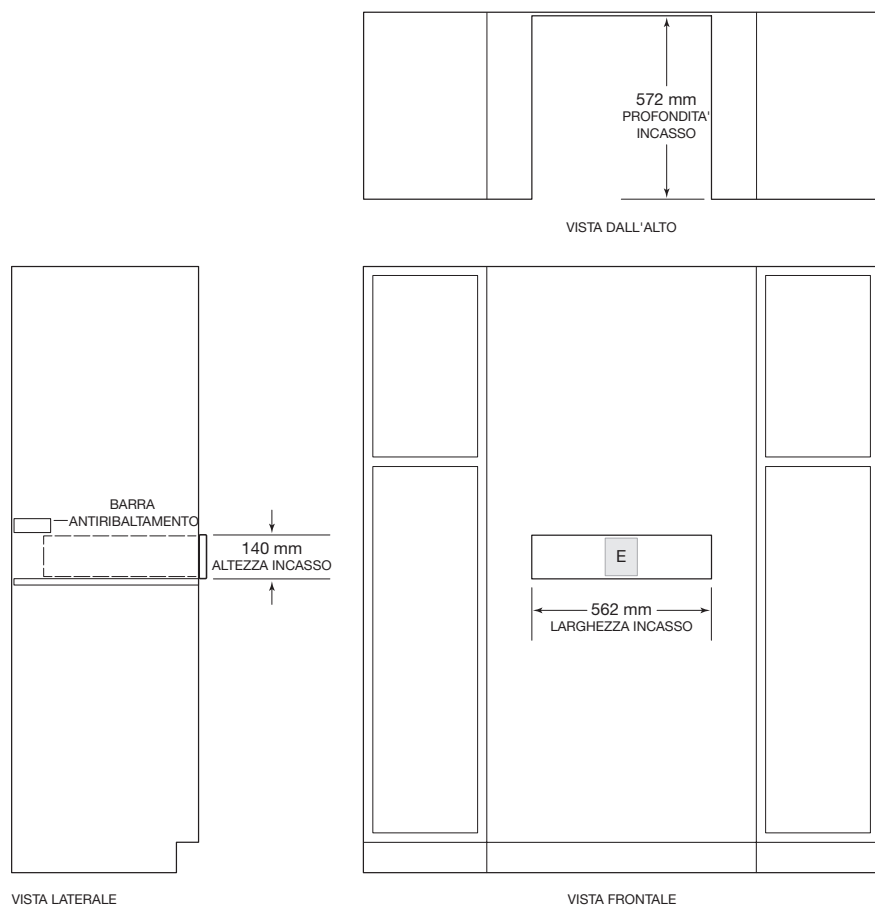 572 mm
PROFONDITA'
INCASSO
VISTA DALL'ALTO
BARRA
ANTIRIBALTAMENTO
140 mm
ALTEZZA INCASSO
E
562 mm
LARGHEZZA INCASSO
VISTA LATERALE
VISTA FRONTALE